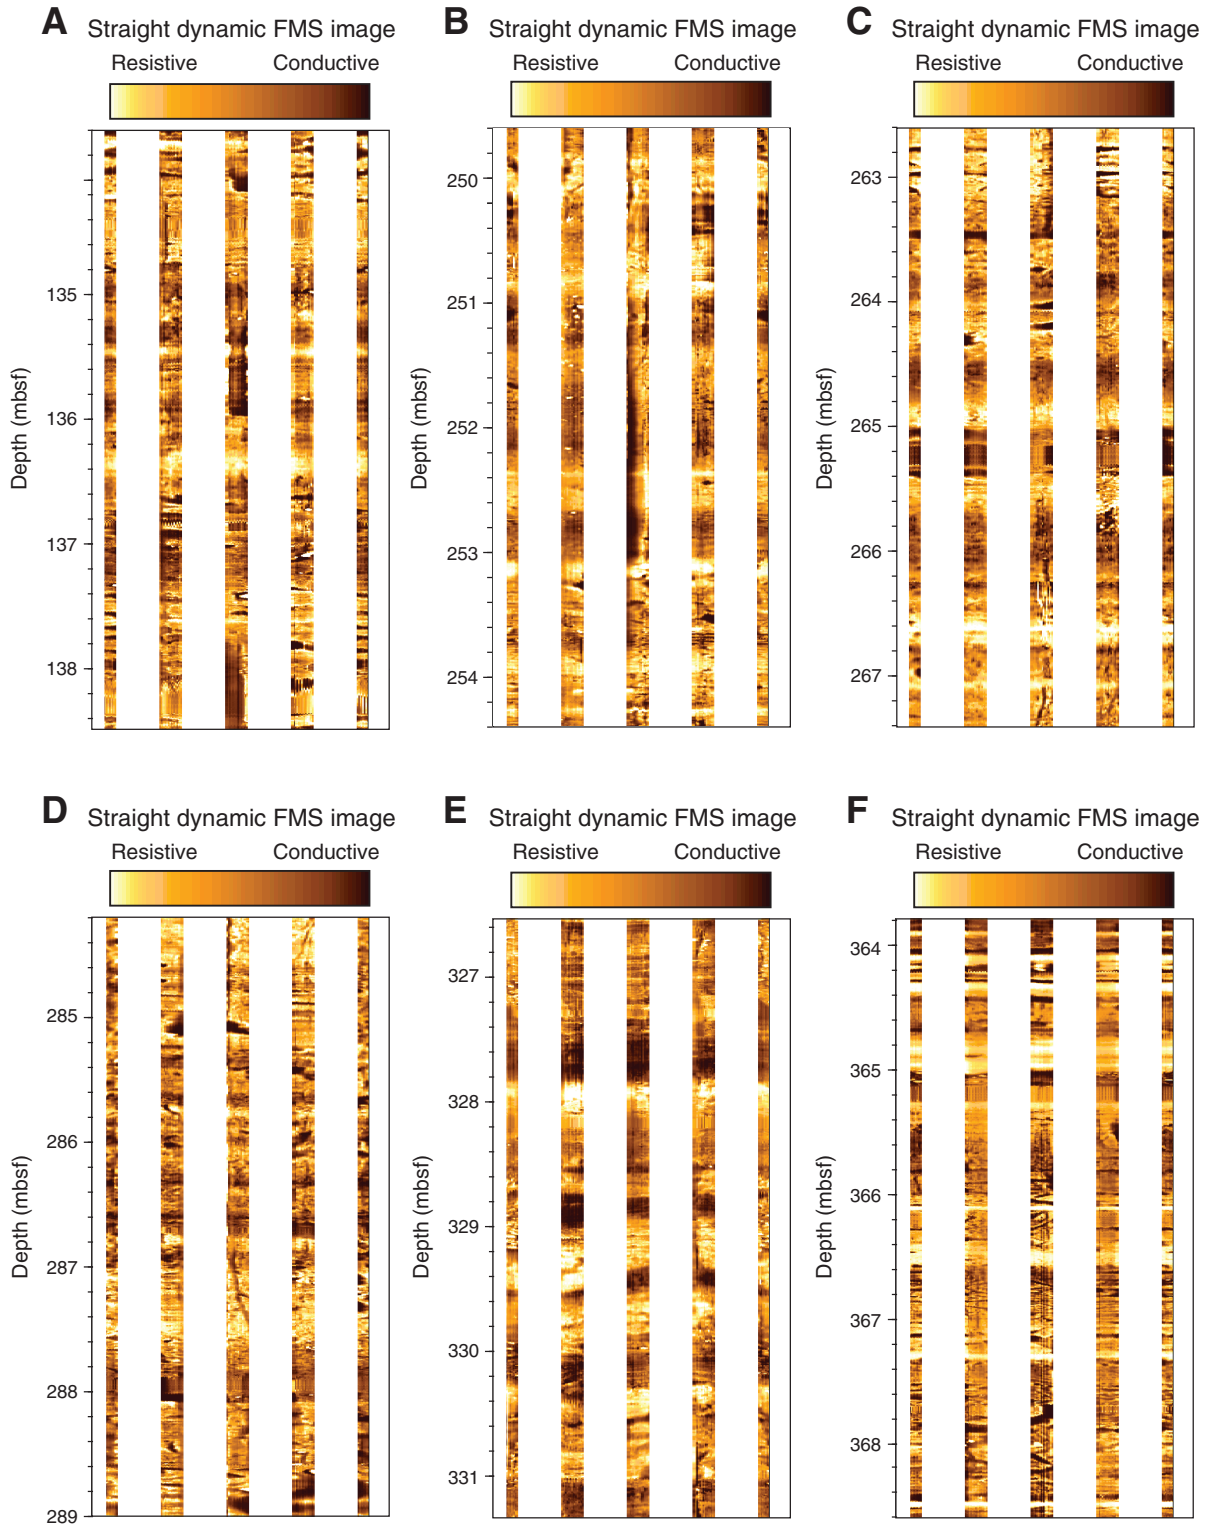 A Straight dynamic FMS image
Resistive Conductive
Depth (mbsf)
135
136
137
138
B Straight dynamic FMS image
Resistive Conductive
Depth (mbsf)
250
251
252
253
254
C Straight dynamic FMS image
Resistive Conductive
Depth (mbsf)
263
264
265
266
267
D Straight dynamic FMS image
Resistive Conductive
Depth (mbsf)
285
286
287
288
289
E Straight dynamic FMS image
Resistive Conductive
Depth (mbsf)
327
328
329
330
331
F Straight dynamic FMS image
Resistive Conductive
Depth (mbsf)
364
365
366
367
368